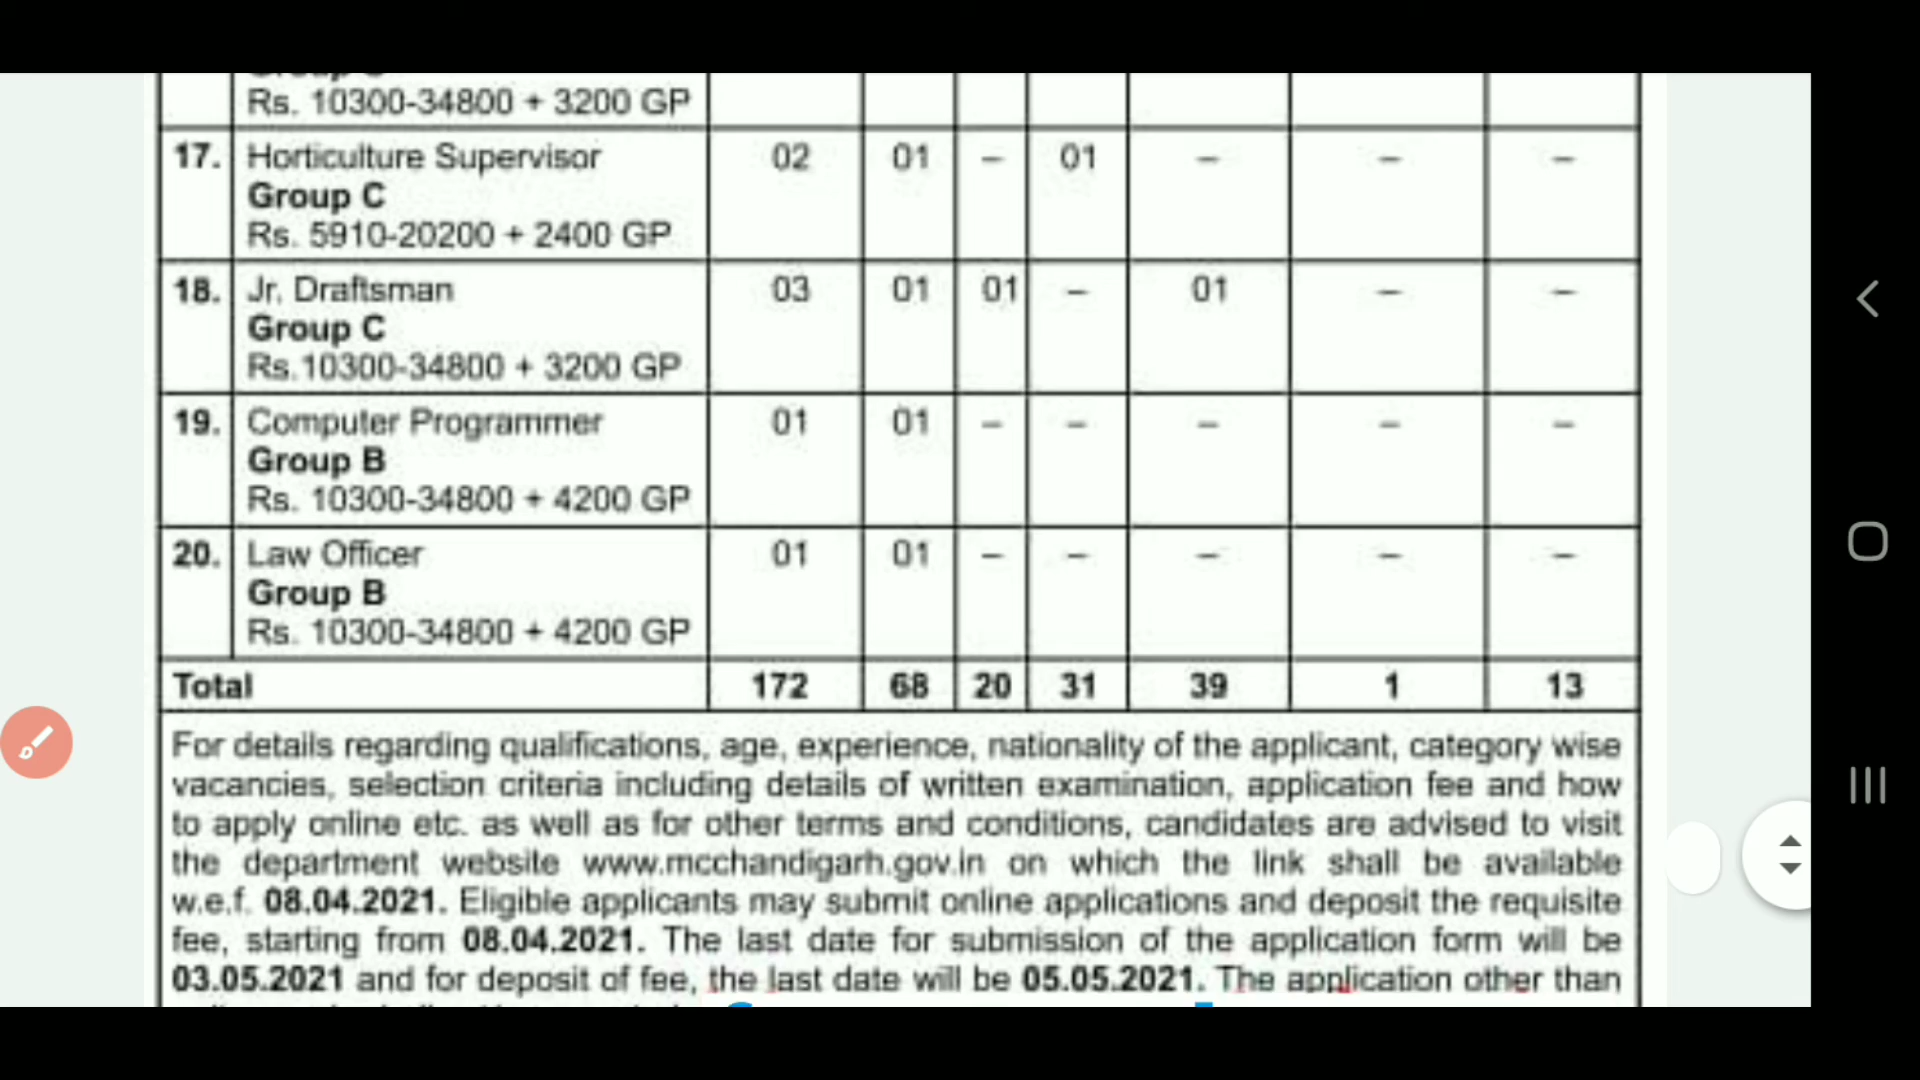 Rs. 10300-34800 + 3200 GP
17. Horticulture Supervisor 02 01 – 01 – – –
Group C
Rs. 5910-20200 + 2400 GP
18. Jr. Draftsman 03 01 01 – 01 – –
Group C
Rs.10300-34800 + 3200 GP
19. Computer Programmer 01 01 – – – – –
Group B
Rs. 10300-34800 + 4200 GP
20. Law Officer 01 01 – – – – –
Group B
Rs. 10300-34800 + 4200 GP
Total 172 68 20 31 39 1 13
For details regarding qualifications, age, experience, nationality of the applicant, category wise
vacancies, selection criteria including details of written examination, application fee and how
to apply online etc. as well as for other terms and conditions, candidates are advised to visit
the department website www.mcchandigarh.gov.in on which the link shall be available
w.e.f. 08.04.2021. Eligible applicants may submit online applications and deposit the requisite
fee, starting from 08.04.2021. The last date for submission of the application form will be
03.05.2021 and for deposit of fee, the last date will be 05.05.2021. The application other than